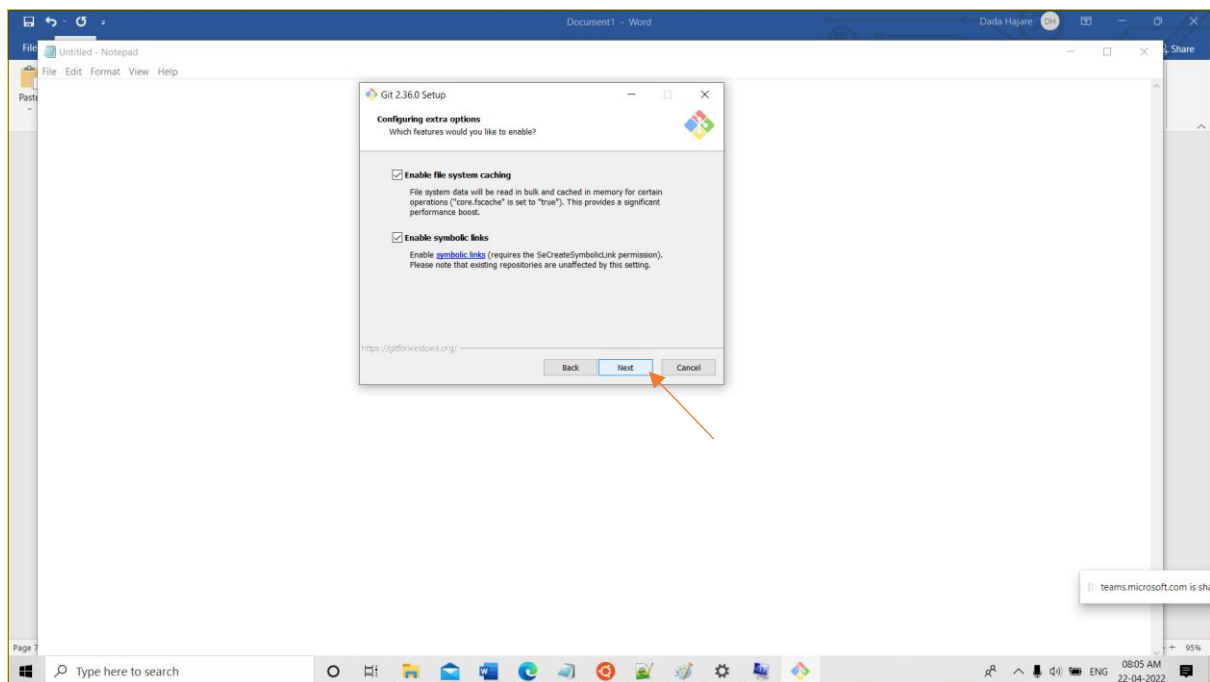 Document1 - Word
Dada Hajare
DH
File
Share
Untitled - Notepad
File Edit Format View Help
Paste
Git 2.36.0 Setup
Configuring extra options
Which features would you like to enable?
Enable file system caching
File system data will be read in bulk and cached in memory for certain
operations ("core.fscache" is set to "true"). This provides a significant
performance boost.
Enable symbolic links
Enable symbolic links (requires the SeCreateSymbolicLink permission).
Please note that existing repositories are unaffected by this setting.
https://gitforwindows.org/
Back Next Cancel
teams.microsoft.com is sha
Page 7
95%
Type here to search
ENG
08:05 AM
22-04-2022